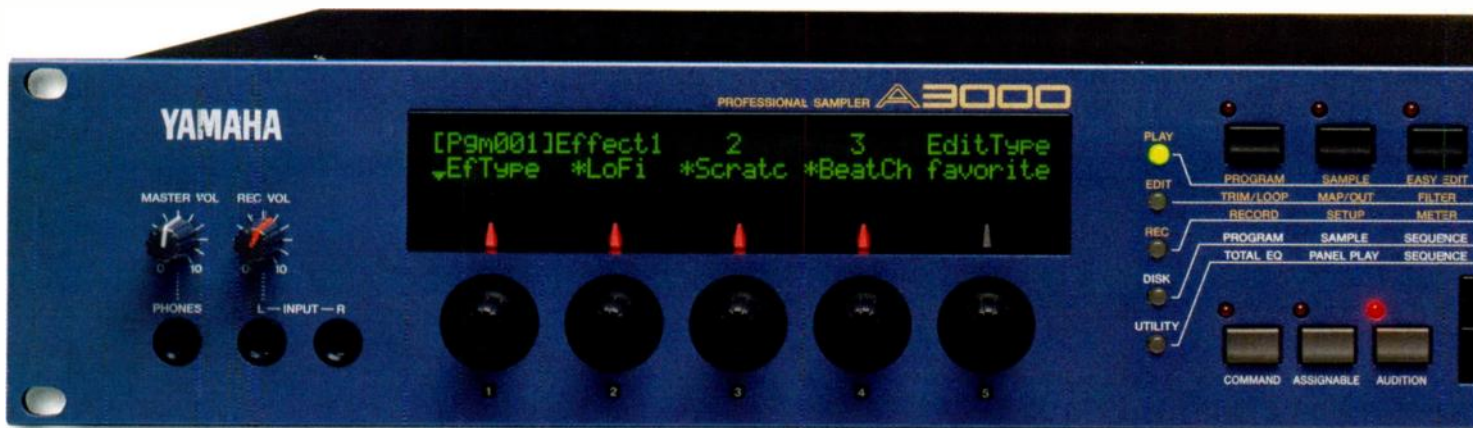 YAMAHA
PROFESSIONAL SAMPLER A3000
[Pgm001]Effect1 2 3 EditType
EfType *LoFi *Scratc *BeatCh favorite
MASTER VOL REC VOL
0 10 0 10
PHONES L—INPUT—R
1 2 3 4 5
PLAY
EDIT
REC
DISK
UTILITY
PROGRAM SAMPLE EASY EDIT
TRIM/LOOP MAP/OUT FILTER
RECORD SETUP METER
PROGRAM SAMPLE SEQUENCE
TOTAL EQ PANEL PLAY SEQUENCE
COMMAND ASSIGNABLE AUDITION